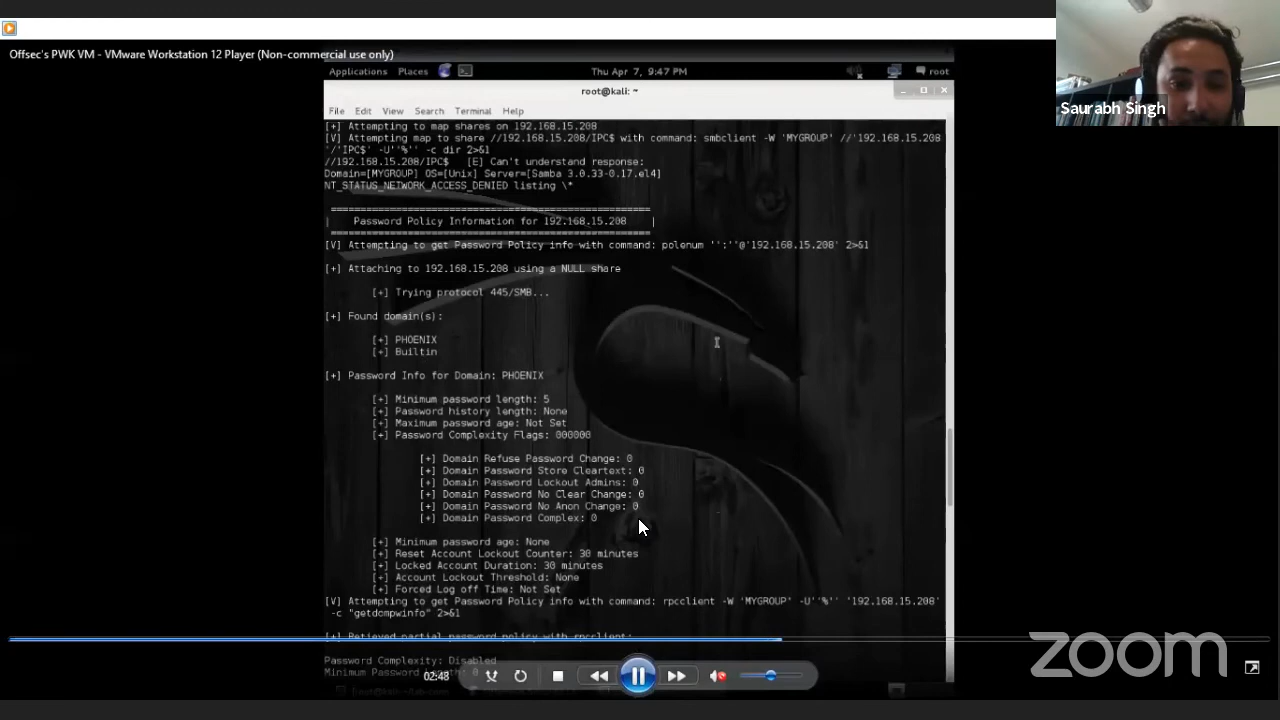 Offsec's PWK VM - VMware Workstation 12 Player (Non-commercial use only)
Saurabh Singh
Applications Places Thu Apr 7, 9:47 PM root
root@kali: ~
File Edit View Search Terminal Help
[+] Attempting to map shares on 192.168.15.208
[V] Attempting map to share //192.168.15.208/IPC$ with command: smbclient -W 'MYGROUP' //'192.168.15.208
'/'IPC$' -U''%'' -c dir 2>&1
//192.168.15.208/IPC$ [E] Can't understand response:
Domain=[MYGROUP] OS=[Unix] Server=[Samba 3.0.33-0.17.el4]
NT_STATUS_NETWORK_ACCESS_DENIED listing \*
=====================================================
| Password Policy Information for 192.168.15.208 |
=====================================================
[V] Attempting to get Password Policy info with command: polenum '':''@'192.168.15.208' 2>&1
[+] Attaching to 192.168.15.208 using a NULL share
[+] Trying protocol 445/SMB...
[+] Found domain(s):
[+] PHOENIX
[+] Builtin
[+] Password Info for Domain: PHOENIX
[+] Minimum password length: 5
[+] Password history length: None
[+] Maximum password age: Not Set
[+] Password Complexity Flags: 000000
[+] Domain Refuse Password Change: 0
[+] Domain Password Store Cleartext: 0
[+] Domain Password Lockout Admins: 0
[+] Domain Password No Clear Change: 0
[+] Domain Password No Anon Change: 0
[+] Domain Password Complex: 0
[+] Minimum password age: None
[+] Reset Account Lockout Counter: 30 minutes
[+] Locked Account Duration: 30 minutes
[+] Account Lockout Threshold: None
[+] Forced Log off Time: Not Set
[V] Attempting to get Password Policy info with command: rpcclient -W 'MYGROUP' -U''%'' '192.168.15.208'
-c "getdompwinfo" 2>&1
[+] Retieved partial password policy with rpcclient:
Password Complexity: Disabled
Minimum Password Length: 0
02:48
zoom